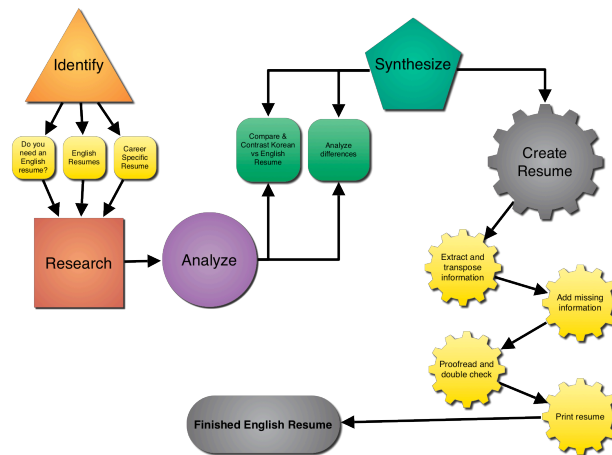 Identify
Do you
need an
English
resume?
English
Resumes
Career
Specific
Resume
Research
Analyze
Synthesize
Compare &
Contrast Korean
vs English
Resume
Analyze
differences
Create
Resume
Extract and
transpose
information
Add missing
information
Proofread and
double check
Print resume
Finished English Resume